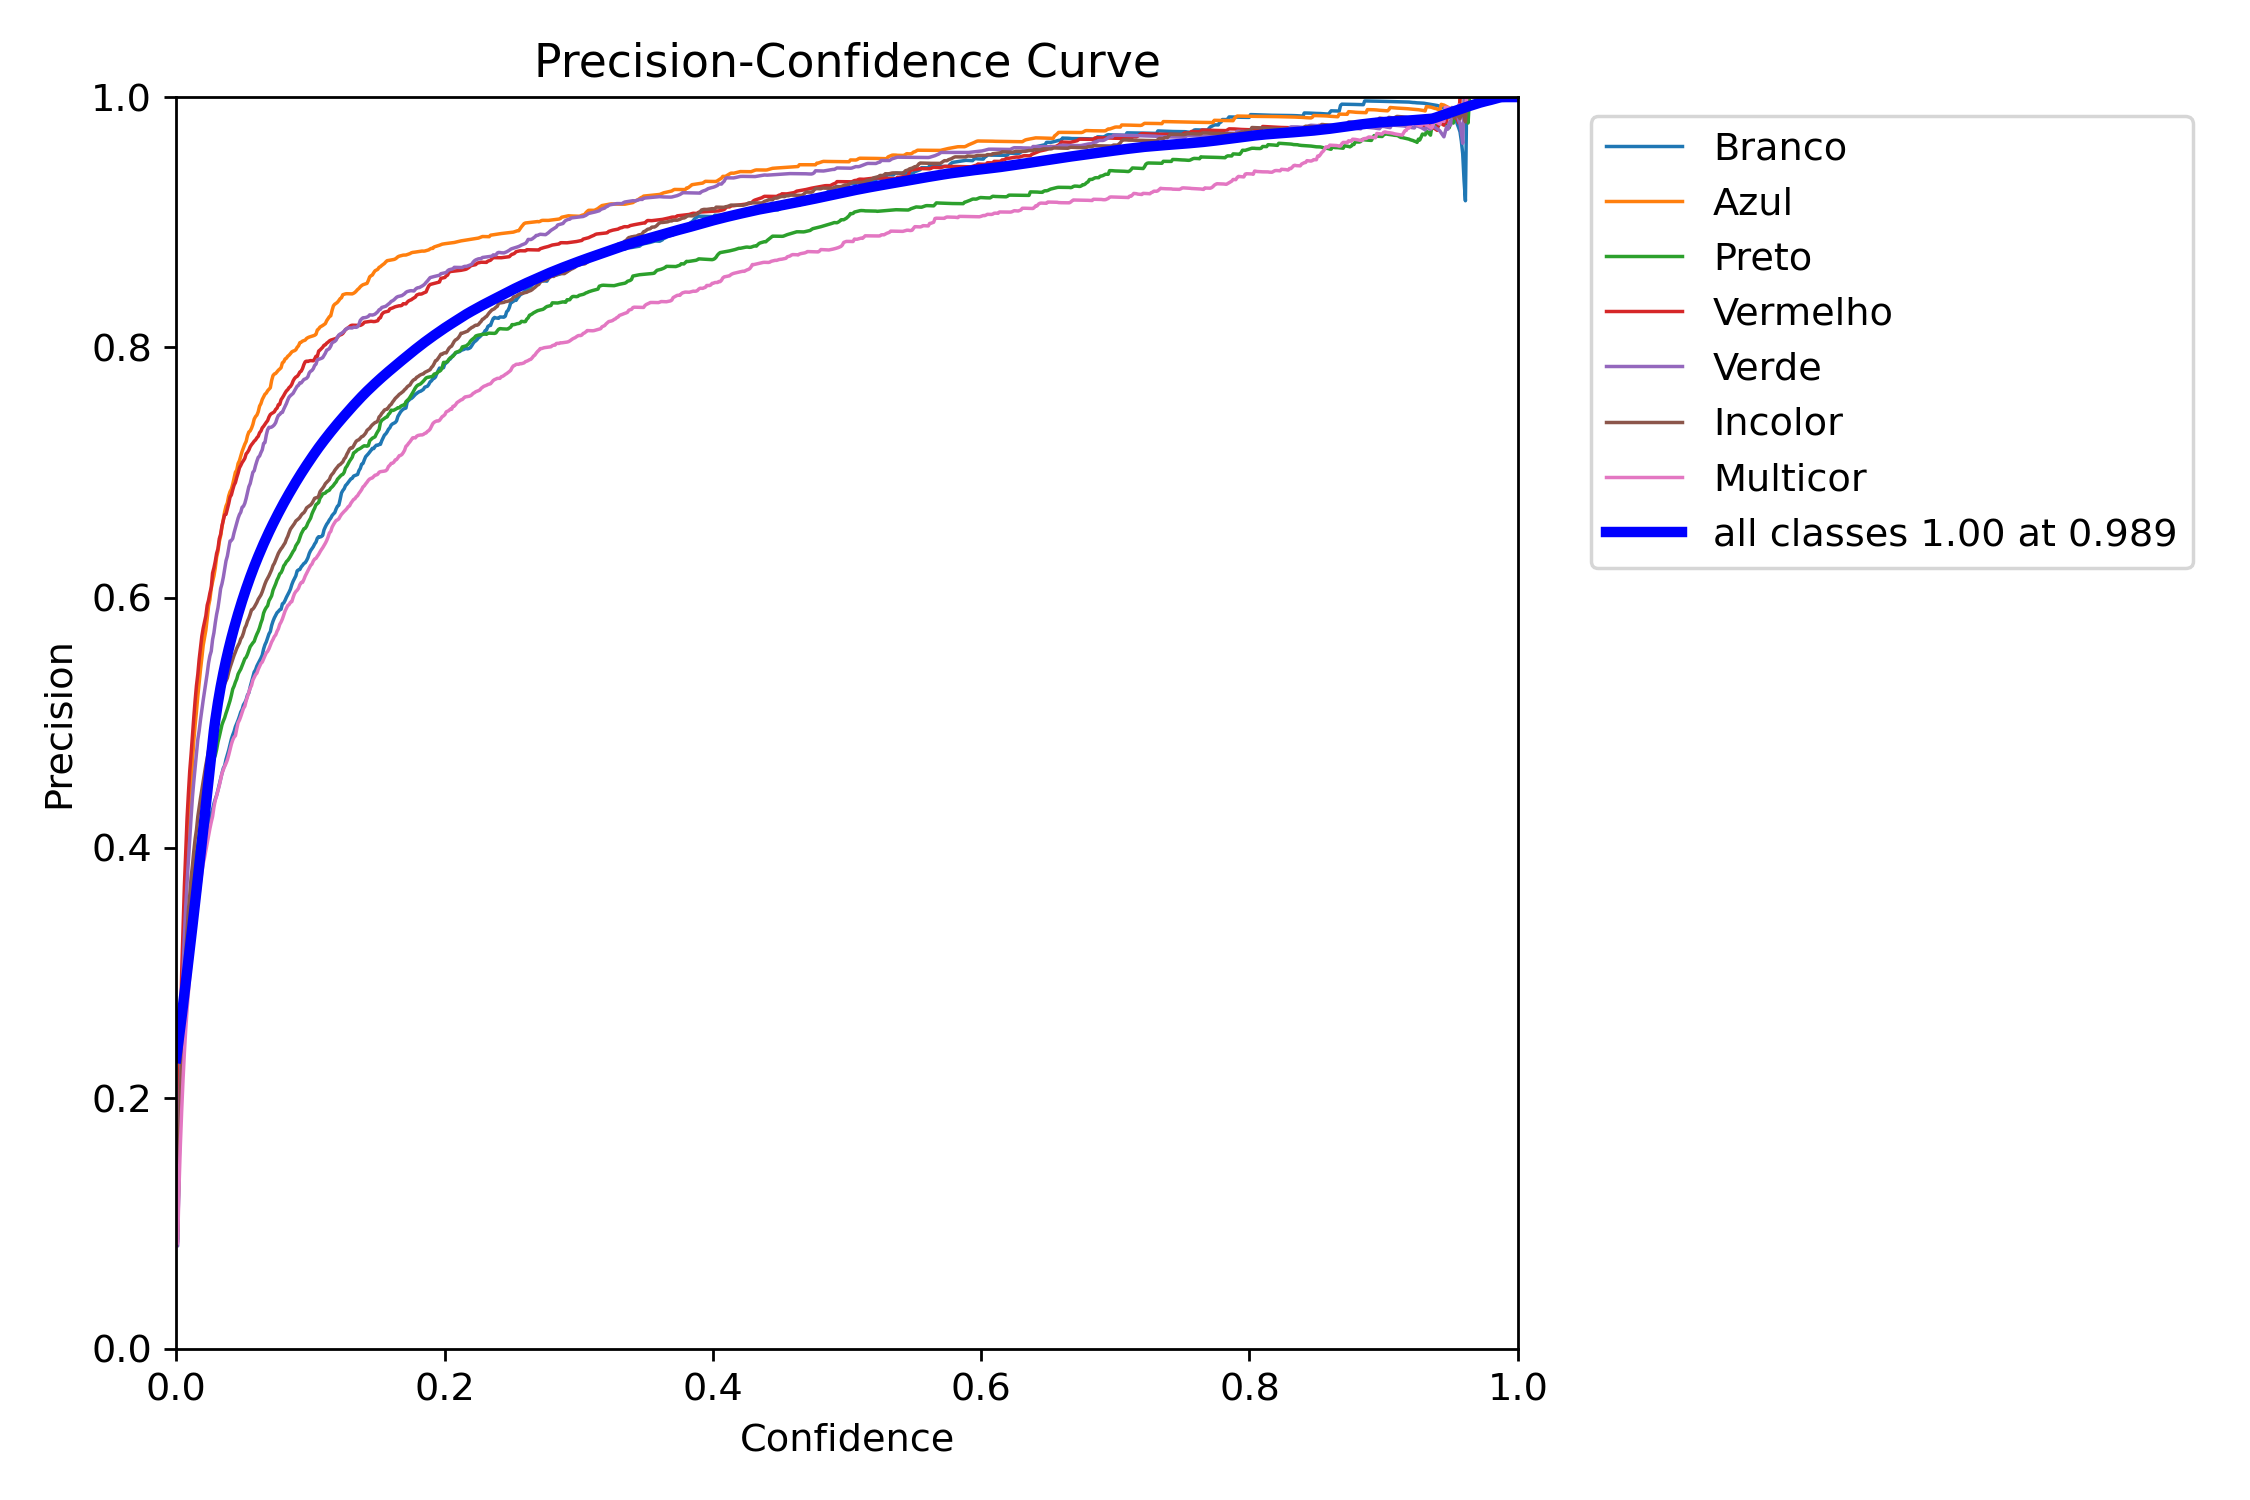 Precision-Confidence Curve
1.0
0.8
0.6
0.4
0.2
0.0
Precision
0.0 0.2 0.4 0.6 0.8 1.0
Confidence
Branco
Azul
Preto
Vermelho
Verde
Incolor
Multicor
all classes 1.00 at 0.989